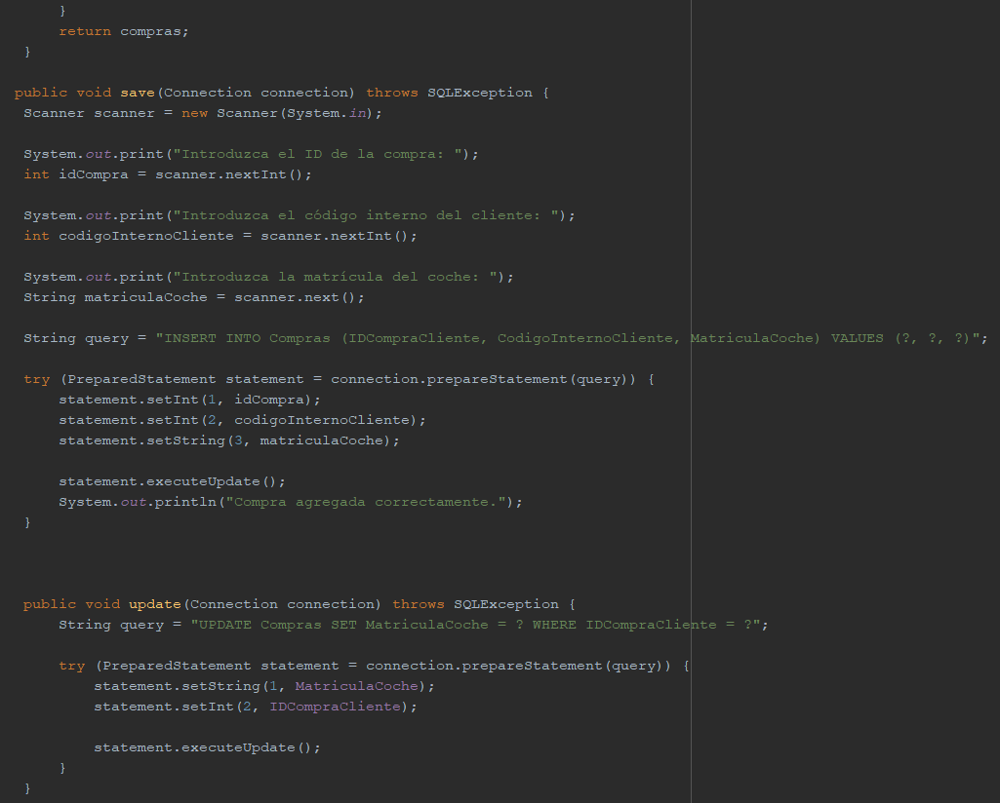 }
return compras;
}
public void save(Connection connection) throws SQLException {
Scanner scanner = new Scanner(System.in);
System.out.print("Introduzca el ID de la compra: ");
int idCompra = scanner.nextInt();
System.out.print("Introduzca el código interno del cliente: ");
int codigoInternoCliente = scanner.nextInt();
System.out.print("Introduzca la matrícula del coche: ");
String matriculaCoche = scanner.next();
String query = "INSERT INTO Compras (IDCompraCliente, CodigoInternoCliente, MatriculaCoche) VALUES (?, ?, ?)";
try (PreparedStatement statement = connection.prepareStatement(query)) {
statement.setInt(1, idCompra);
statement.setInt(2, codigoInternoCliente);
statement.setString(3, matriculaCoche);
statement.executeUpdate();
System.out.println("Compra agregada correctamente.");
}
public void update(Connection connection) throws SQLException {
String query = "UPDATE Compras SET MatriculaCoche = ? WHERE IDCompraCliente = ?";
try (PreparedStatement statement = connection.prepareStatement(query)) {
statement.setString(1, MatriculaCoche);
statement.setInt(2, IDCompraCliente);
statement.executeUpdate();
}
}